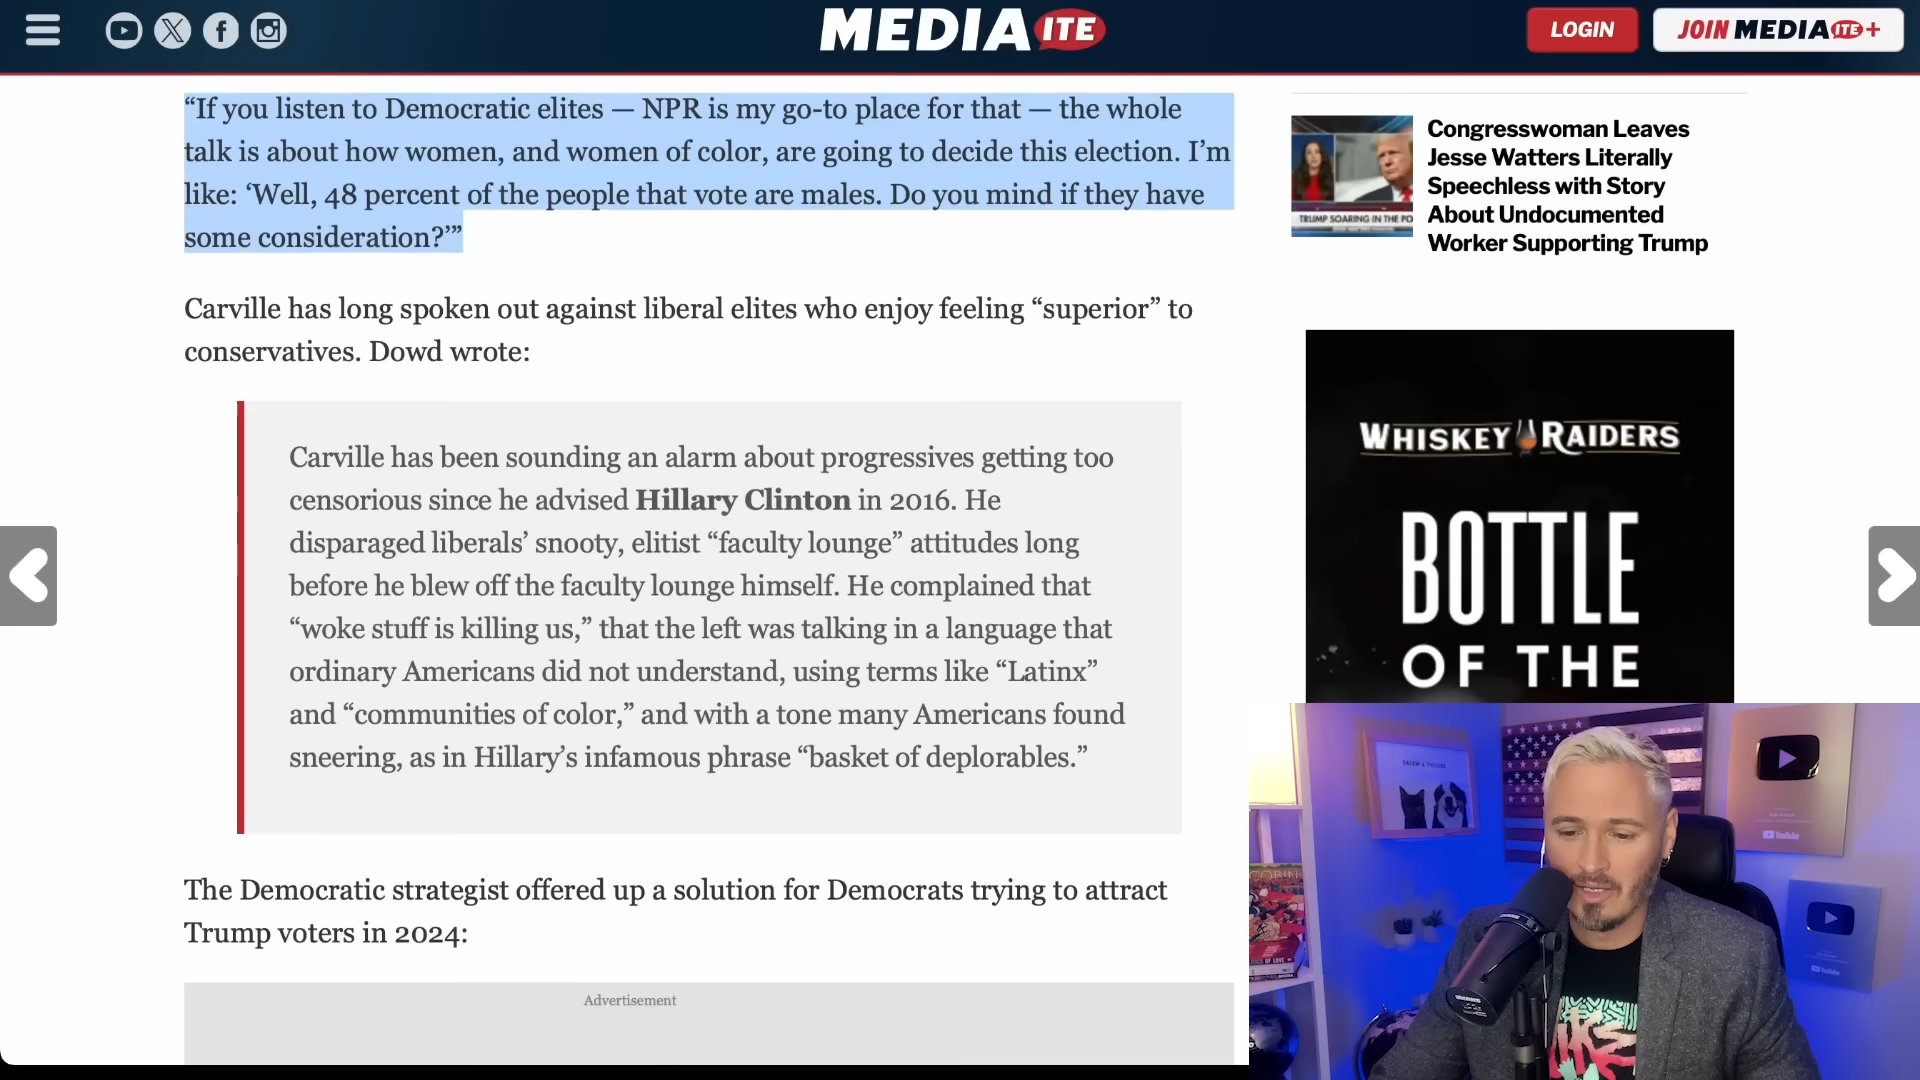 MEDIAITE
LOGIN
JOIN MEDIAITE+
“If you listen to Democratic elites — NPR is my go-to place for that — the whole
talk is about how women, and women of color, are going to decide this election. I’m
like: ‘Well, 48 percent of the people that vote are males. Do you mind if they have
some consideration?’”
Carville has long spoken out against liberal elites who enjoy feeling “superior” to
conservatives. Dowd wrote:
Carville has been sounding an alarm about progressives getting too
censorious since he advised Hillary Clinton in 2016. He
disparaged liberals’ snooty, elitist “faculty lounge” attitudes long
before he blew off the faculty lounge himself. He complained that
“woke stuff is killing us,” that the left was talking in a language that
ordinary Americans did not understand, using terms like “Latinx”
and “communities of color,” and with a tone many Americans found
sneering, as in Hillary’s infamous phrase “basket of deplorables.”
The Democratic strategist offered up a solution for Democrats trying to attract
Trump voters in 2024:
Advertisement
TRUMP SOARING IN THE PO
Congresswoman Leaves
Jesse Watters Literally
Speechless with Story
About Undocumented
Worker Supporting Trump
WHISKEY RAIDERS
BOTTLE
OF THE
SALEM & PHOEBE
YouTube
YouTube
CORIN